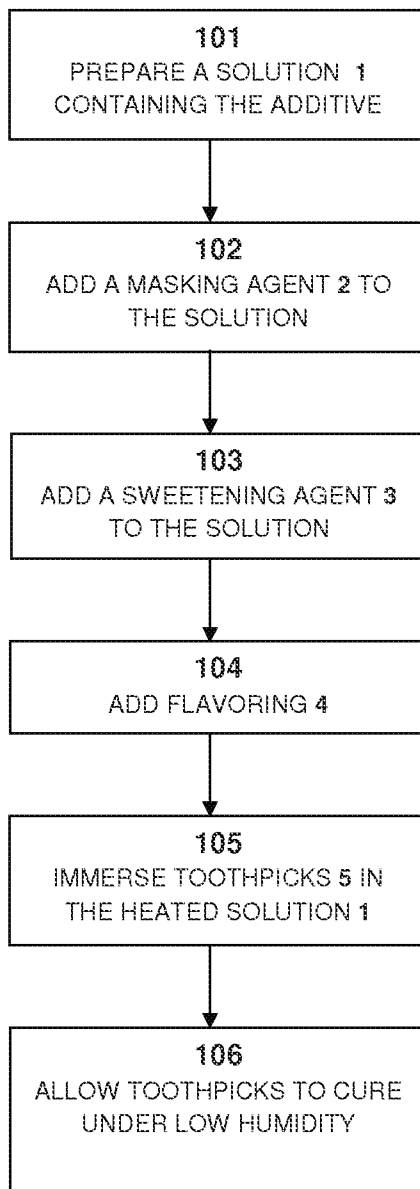 101
PREPARE A SOLUTION 1
CONTAINING THE ADDITIVE
102
ADD A MASKING AGENT 2 TO
THE SOLUTION
103
ADD A SWEETENING AGENT 3
TO THE SOLUTION
104
ADD FLAVORING 4
105
IMMERSE TOOTHPICKS 5 IN
THE HEATED SOLUTION 1
106
ALLOW TOOTHPICKS TO CURE
UNDER LOW HUMIDITY